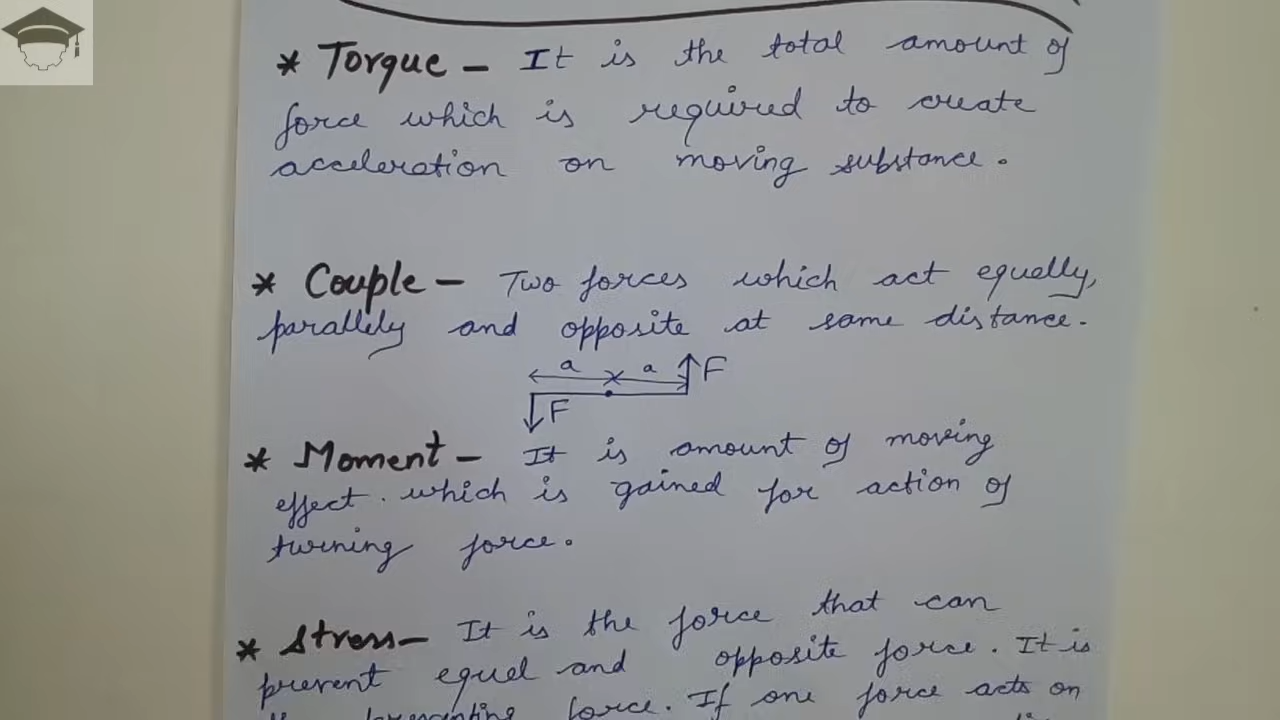 * Torque - It is the total amount of
force which is required to create
acceleration on moving substance.
* Couple - Two forces which act equally,
parallely and opposite at same distance.
a a F
F
* Moment - It is amount of moving
effect. which is gained for action of
turning force.
* Stress - It is the force that can
prevent equal and opposite force. It is
force. If one force acts on